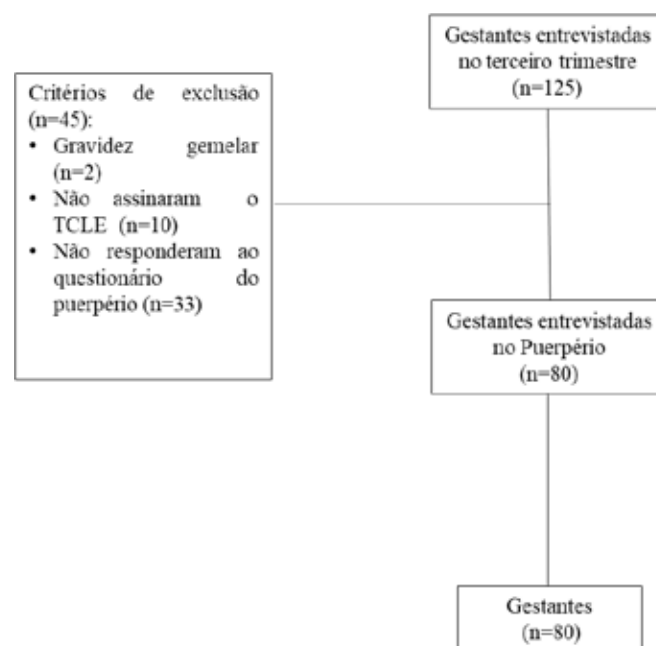 Gestantes entrevistadas
no terceiro trimestre
(n=125)
Critérios de exclusão
(n=45):
• Gravidez gemelar
(n=2)
• Não assinaram o
TCLE (n=10)
• Não responderam ao
questionário do
puerpério (n=33)
Gestantes entrevistadas
no Puerpério
(n=80)
Gestantes
(n=80)